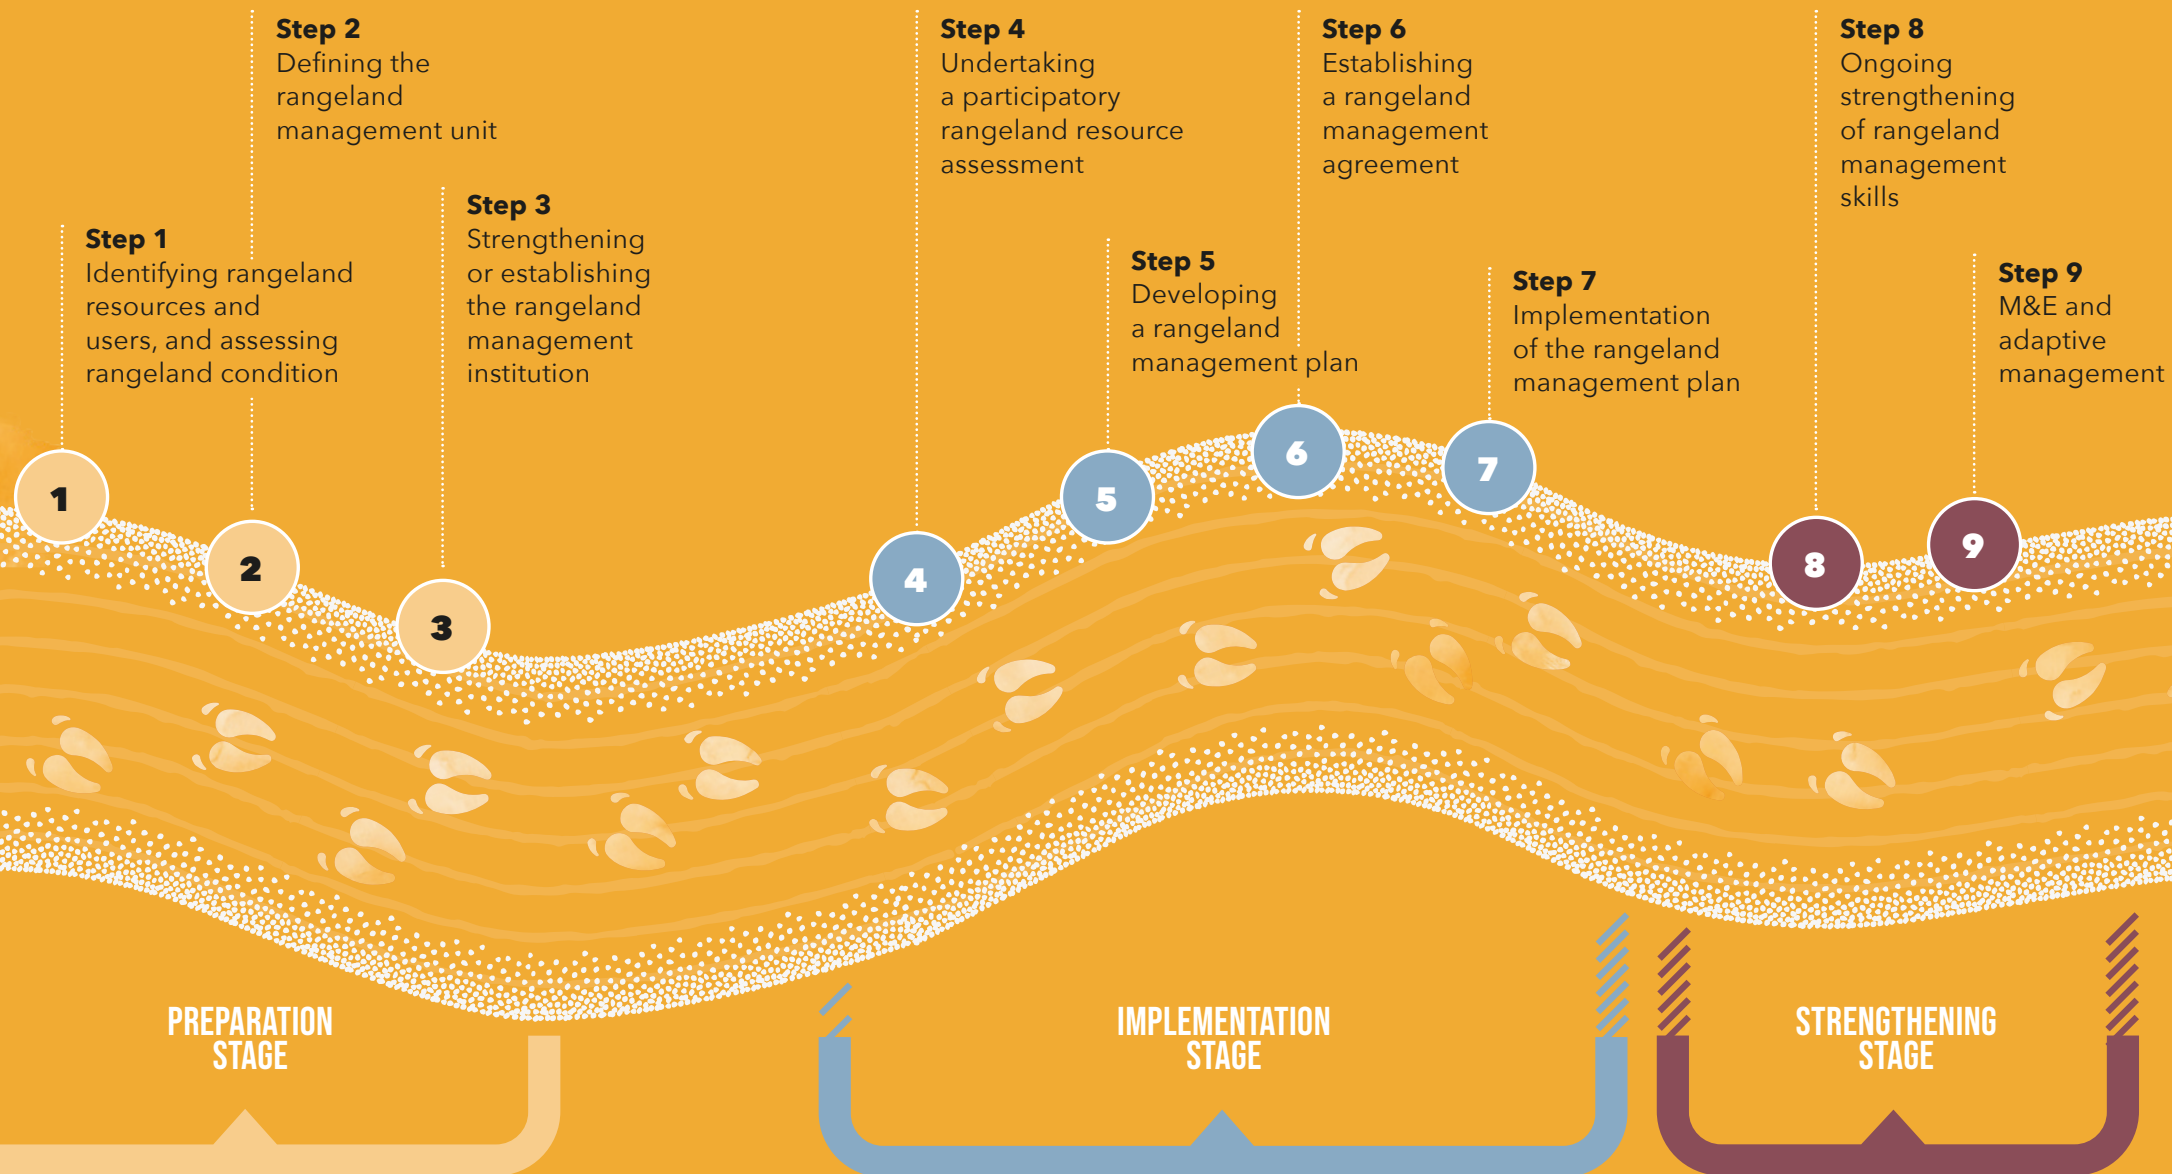 Step 1
Identifying rangeland
resources and
users, and assessing
rangeland condition
Step 2
Defining the
rangeland
management unit
Step 3
Strengthening
or establishing
the rangeland
management
institution
Step 4
Undertaking
a participatory
rangeland resource
assessment
Step 5
Developing
a rangeland
management plan
Step 6
Establishing
a rangeland
management
agreement
Step 7
Implementation
of the rangeland
management plan
Step 8
Ongoing
strengthening
of rangeland
management
skills
Step 9
M&E and
adaptive
management
1
2
3
4
5
6
7
8
9
PREPARATION
STAGE
IMPLEMENTATION
STAGE
STRENGTHENING
STAGE